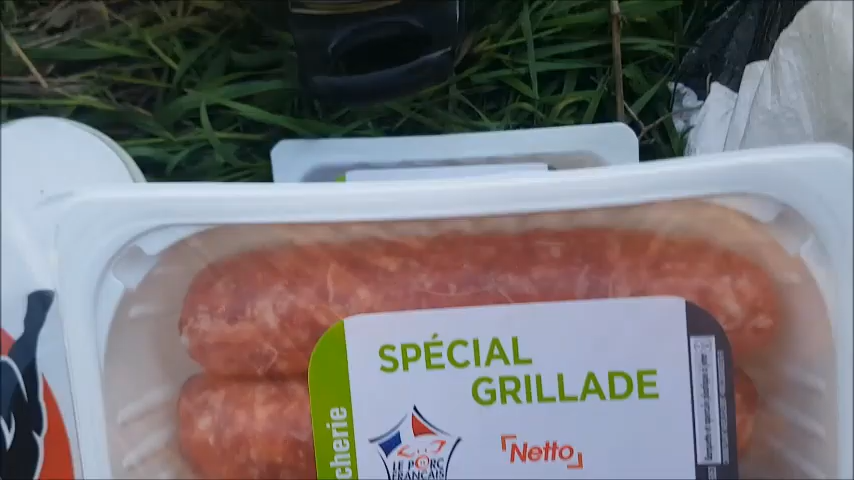 SPÉCIAL
GRILLADE
cherie
LE PORC
FRANÇAIS
Netto